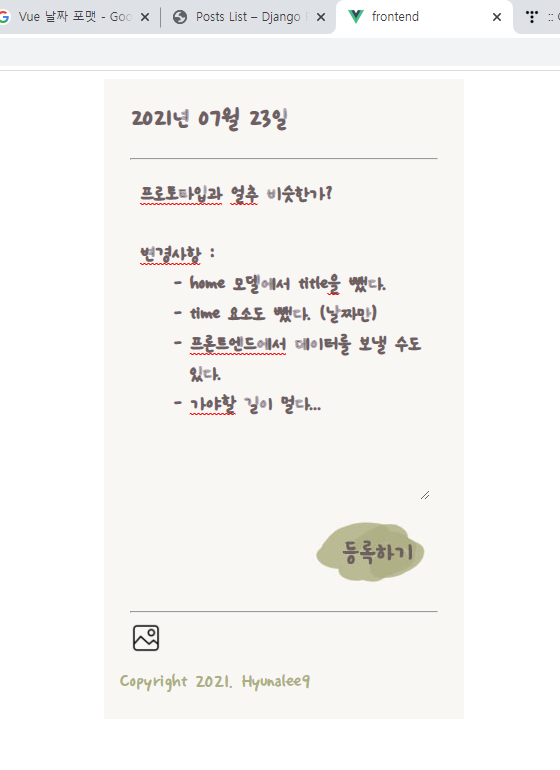 Vue 날짜 포맷 - Goo
Posts List – Django
frontend
2021년 07월 23일
프로토타입과 얼추 비슷한가?
변경사항 :
- home 모델에서 title을 뺐다.
- time 요소도 뺐다. (날짜만)
- 프론트엔드에서 데이터를 보낼 수도
있다.
- 가야할 길이 멀다...
등록하기
Copyright 2021. Hyunalee9